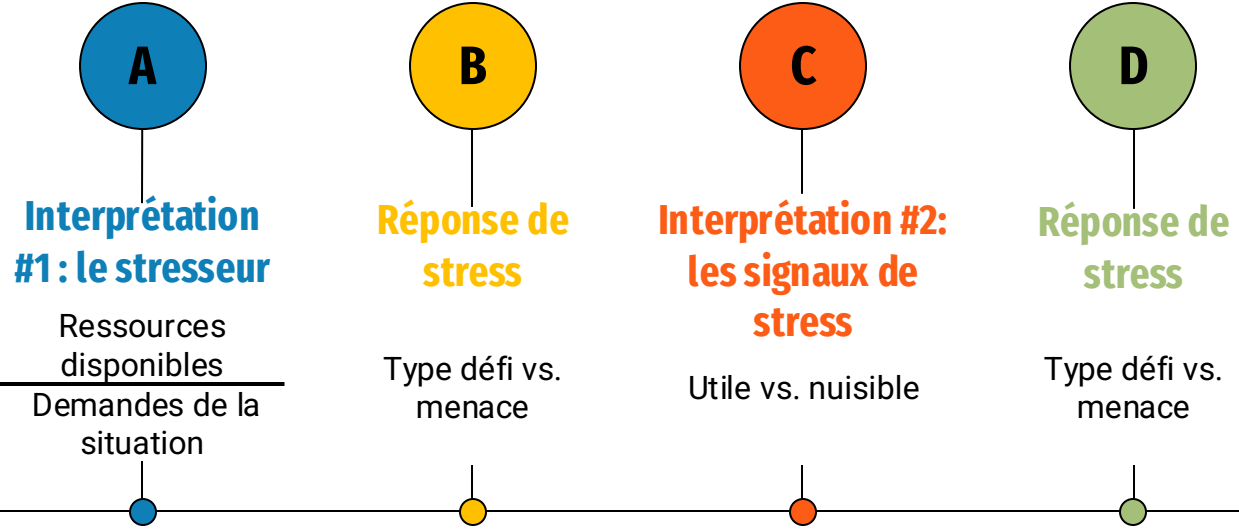 A
Interprétation
#1 : le stresseur
Ressources
disponibles
Demandes de la
situation
B
Réponse de
stress
Type défi vs.
menace
C
Interprétation #2:
les signaux de
stress
Utile vs. nuisible
D
Réponse de
stress
Type défi vs.
menace